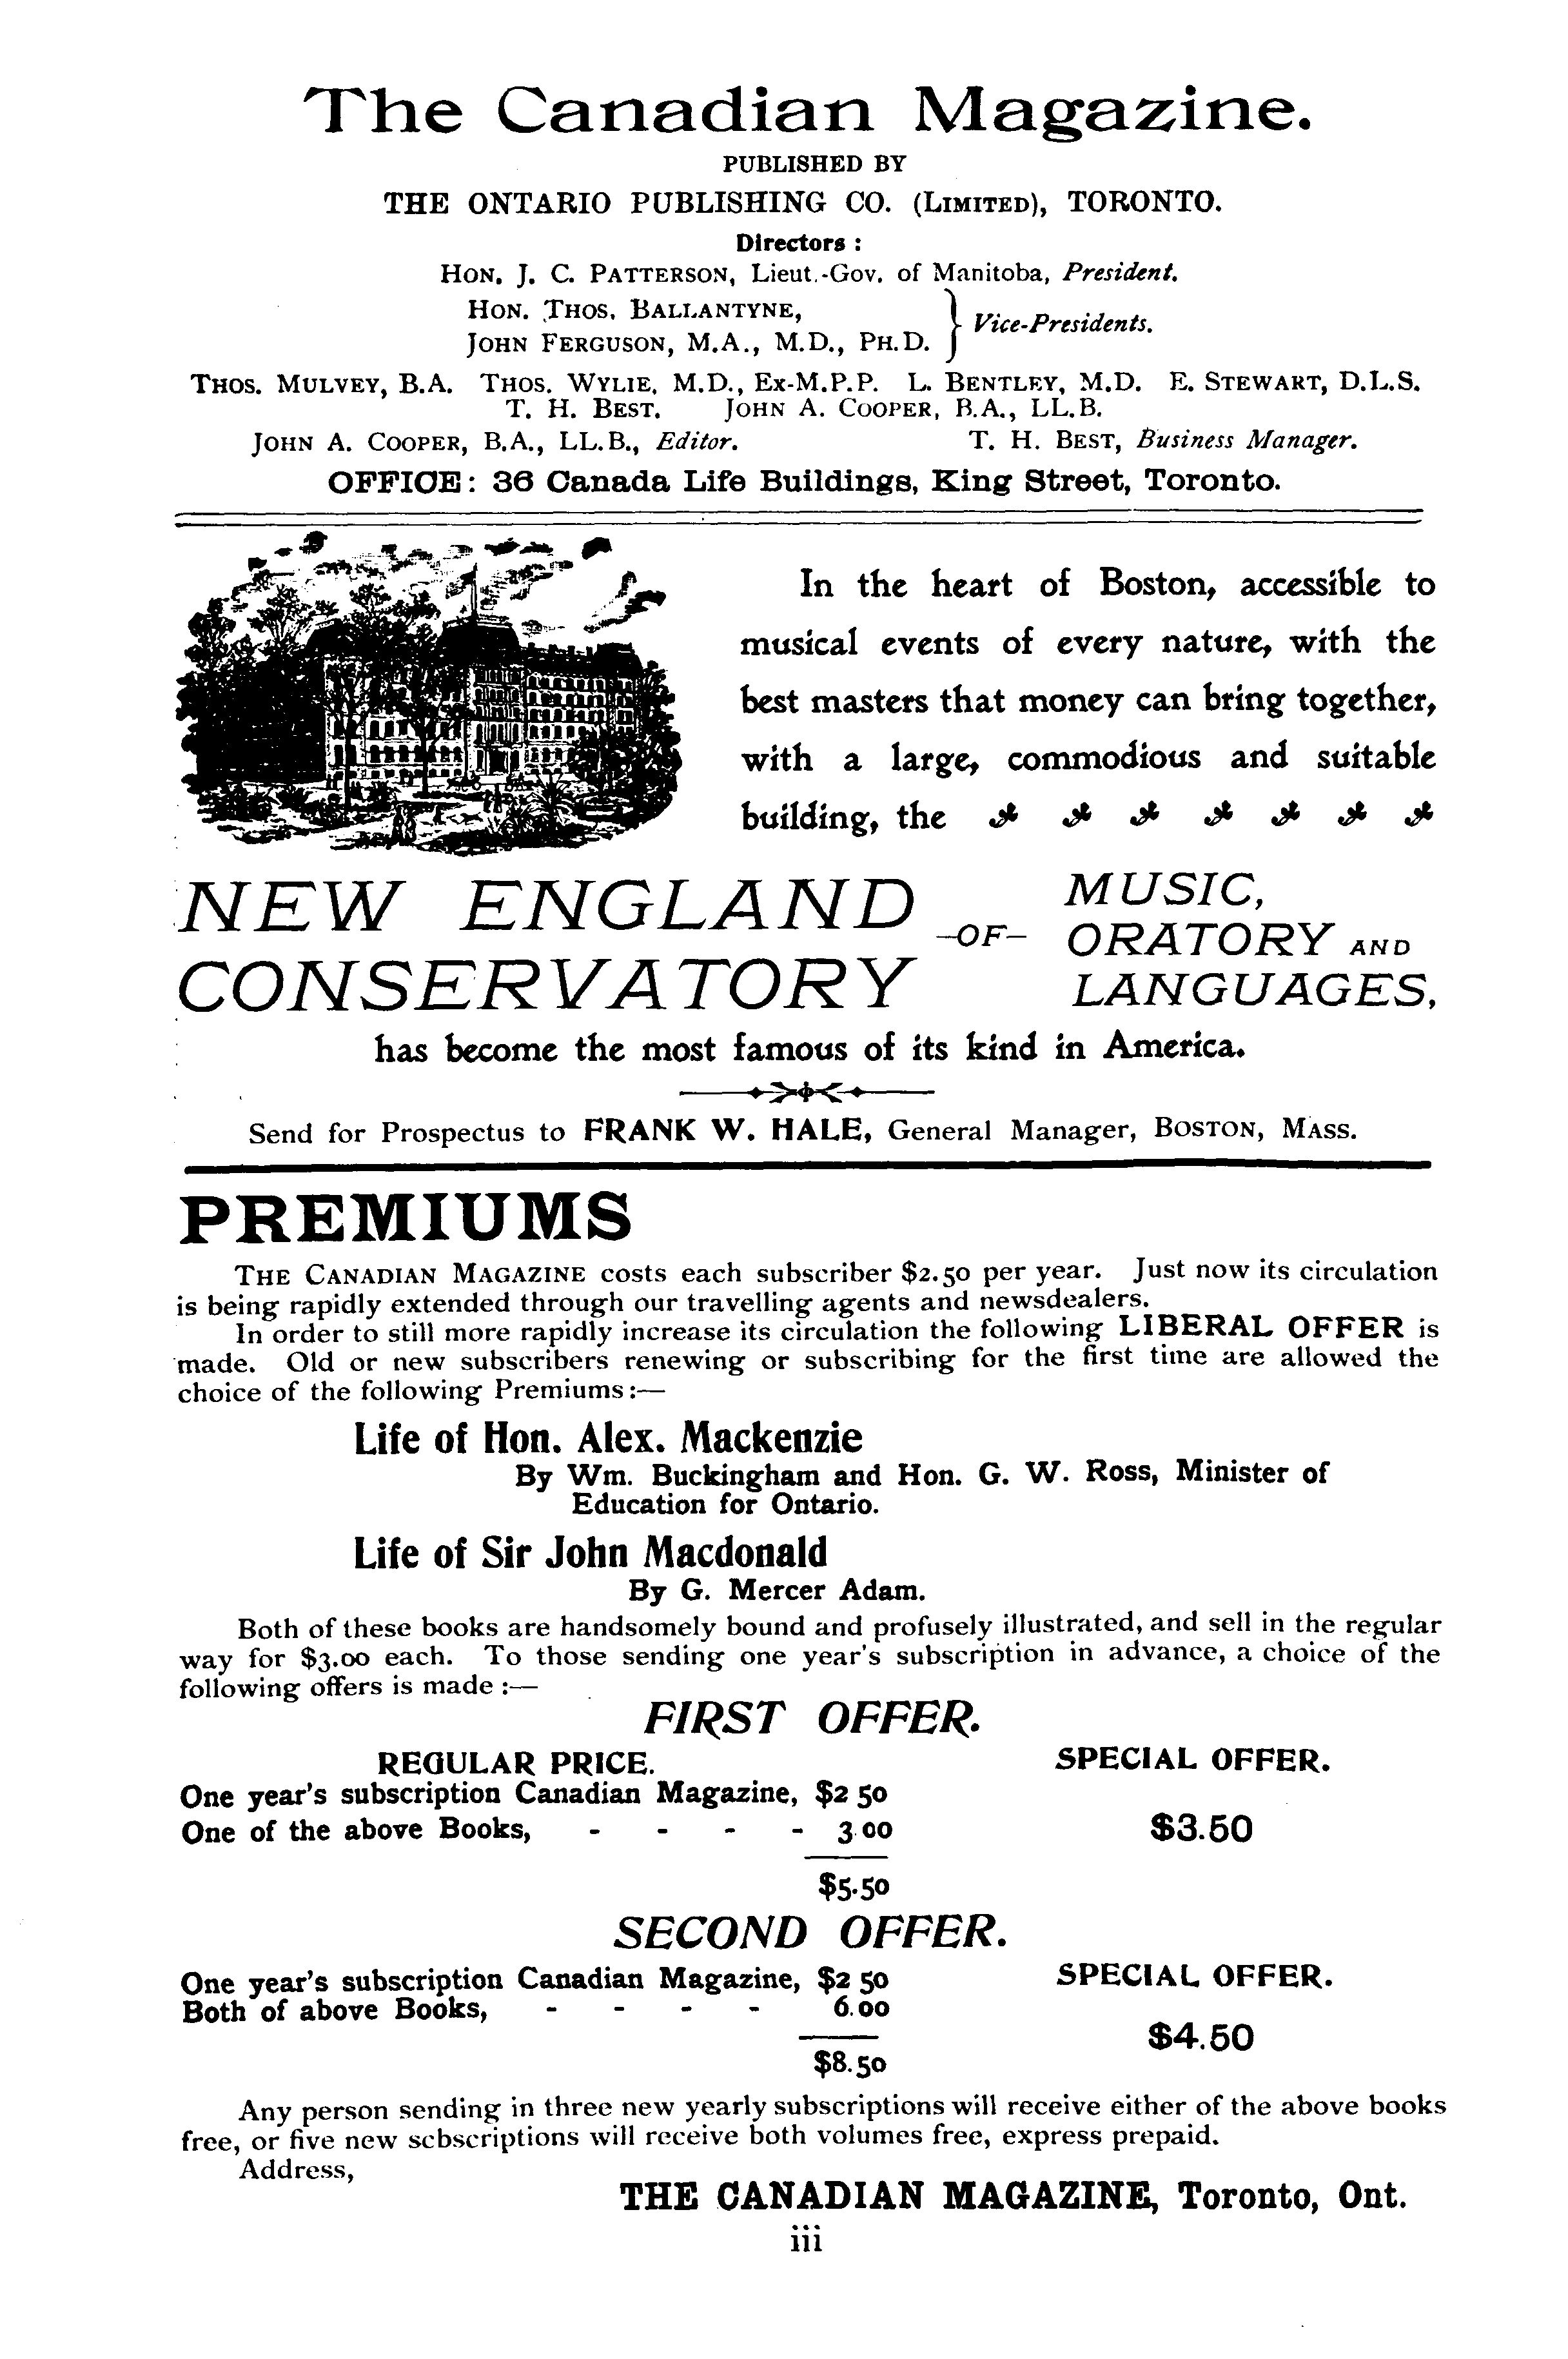 The Canadian Magazine.
PUBLISHED BY
THE ONTARIO PUBLISHING CO. (LIMITED), TORONTO.
Directors :
HON. J. C. PATTERSON, Lieut.-Gov. of Manitoba, President.
HON. THOS. BALLANTYNE,
JOHN FERGUSON, M.A., M.D., PH.D. } Vice-Presidents.
THOS. MULVEY, B.A. THOS. WYLIE, M.D., EX-M.P.P. L. BENTLEY, M.D. E. STEWART, D.L.S.
T. H. BEST. JOHN A. COOPER, B.A., LL.B.
JOHN A. COOPER, B.A., LL.B., Editor. T. H. BEST, Business Manager.
OFFICE: 36 Canada Life Buildings, King Street, Toronto.
In the heart of Boston, accessible to
musical events of every nature, with the
best masters that money can bring together,
with a large, commodious and suitable
building, the
NEW ENGLAND
CONSERVATORY
—OF—
MUSIC,
ORATORY AND
LANGUAGES,
has become the most famous of its kind in America.
Send for Prospectus to FRANK W. HALE, General Manager, BOSTON, MASS.
PREMIUMS
THE CANADIAN MAGAZINE costs each subscriber $2.50 per year. Just now its circulation
is being rapidly extended through our travelling agents and newsdealers.
In order to still more rapidly increase its circulation the following LIBERAL OFFER is
made. Old or new subscribers renewing or subscribing for the first time are allowed the
choice of the following Premiums:—
Life of Hon. Alex. Mackenzie
By Wm. Buckingham and Hon. G. W. Ross, Minister of
Education for Ontario.
Life of Sir John Macdonald
By G. Mercer Adam.
Both of these books are handsomely bound and profusely illustrated, and sell in the regular
way for $3.00 each. To those sending one year's subscription in advance, a choice of the
following offers is made :—
FIRST OFFER.
REGULAR PRICE. SPECIAL OFFER.
One year's subscription Canadian Magazine, $2 50
One of the above Books, - - - - 3 00 $3.50
$5.50
SECOND OFFER.
One year's subscription Canadian Magazine, $2 50 SPECIAL OFFER.
Both of above Books, - - - - 6.00
$4.50
$8.50
Any person sending in three new yearly subscriptions will receive either of the above books
free, or five new scbscriptions will receive both volumes free, express prepaid.
Address,
THE CANADIAN MAGAZINE, Toronto, Ont.
iii